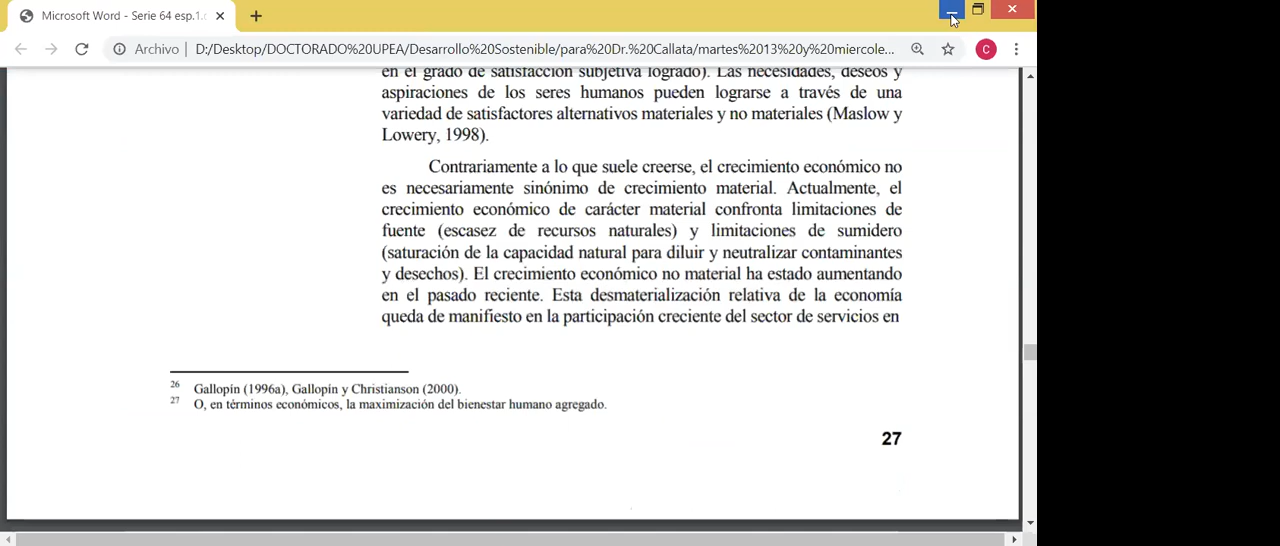 Microsoft Word - Serie 64 esp.1.
Archivo
D:/Desktop/DOCTORADO%20UPEA/Desarrollo%20Sostenible/para%20Dr.%20Callata/martes%2013%20y%20miercole...
C
en el grado de satisfacción subjetiva logrado). Las necesidades, deseos y
aspiraciones de los seres humanos pueden lograrse a través de una
variedad de satisfactores alternativos materiales y no materiales (Maslow y
Lowery, 1998).
Contrariamente a lo que suele creerse, el crecimiento económico no
es necesariamente sinónimo de crecimiento material. Actualmente, el
crecimiento económico de carácter material confronta limitaciones de
fuente (escasez de recursos naturales) y limitaciones de sumidero
(saturación de la capacidad natural para diluir y neutralizar contaminantes
y desechos). El crecimiento económico no material ha estado aumentando
en el pasado reciente. Esta desmaterialización relativa de la economía
queda de manifiesto en la participación creciente del sector de servicios en
26 Gallopín (1996a), Gallopín y Christianson (2000).
27 O, en términos económicos, la maximización del bienestar humano agregado.
27